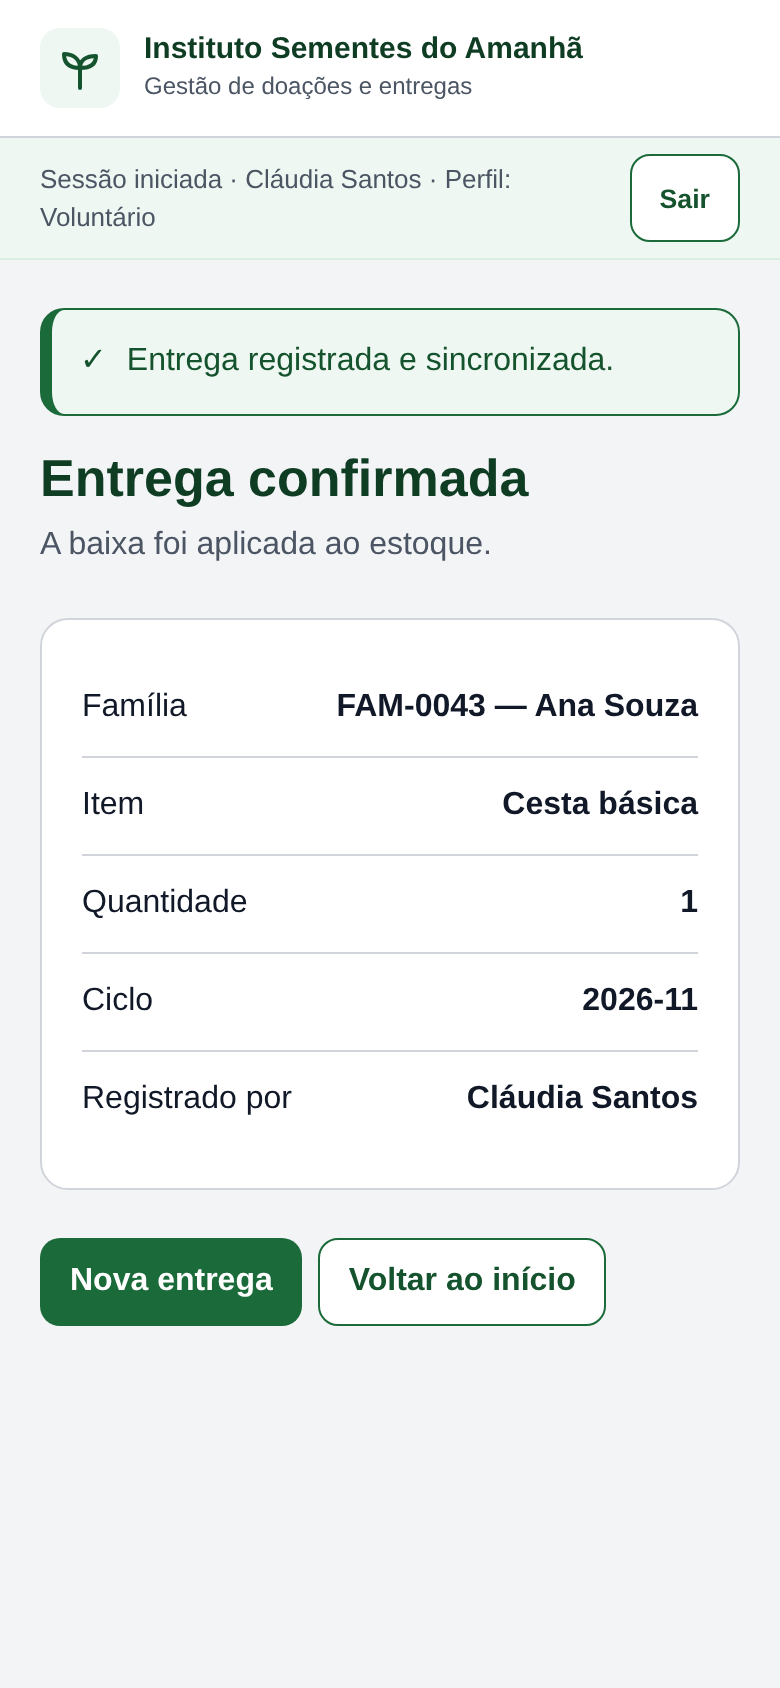 Instituto Sementes do Amanhã
Gestão de doações e entregas
Sessão iniciada · Cláudia Santos · Perfil:
Voluntário
Sair
✓ Entrega registrada e sincronizada.
Entrega confirmada
A baixa foi aplicada ao estoque.
Família FAM-0043 — Ana Souza
Item Cesta básica
Quantidade 1
Ciclo 2026-11
Registrado por Cláudia Santos
Nova entrega Voltar ao início